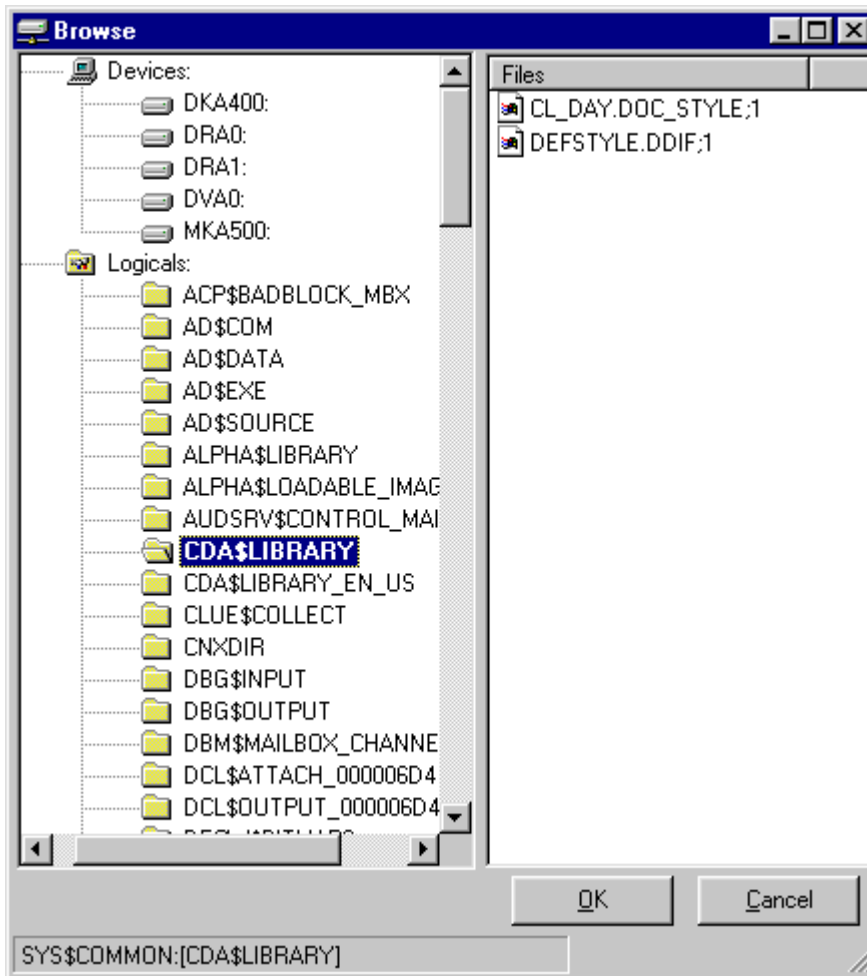 Browse
Devices:
DKA400:
DRA0:
DRA1:
DVA0:
MKA500:
Logicals:
ACP$BADBLOCK_MBX
AD$COM
AD$DATA
AD$EXE
AD$SOURCE
ALPHA$LIBRARY
ALPHA$LOADABLE_IMAG
AUDSRV$CONTROL_MAI
CDA$LIBRARY
CDA$LIBRARY_EN_US
CLUE$COLLECT
CNXDIR
DBG$INPUT
DBG$OUTPUT
DBM$MAILBOX_CHANNE
DCL$ATTACH_000006D4
DCL$OUTPUT_000006D4
Files
CL_DAY.DOC_STYLE;1
DEFSTYLE.DDIF;1
OK
Cancel
SYS$COMMON:[CDA$LIBRARY]